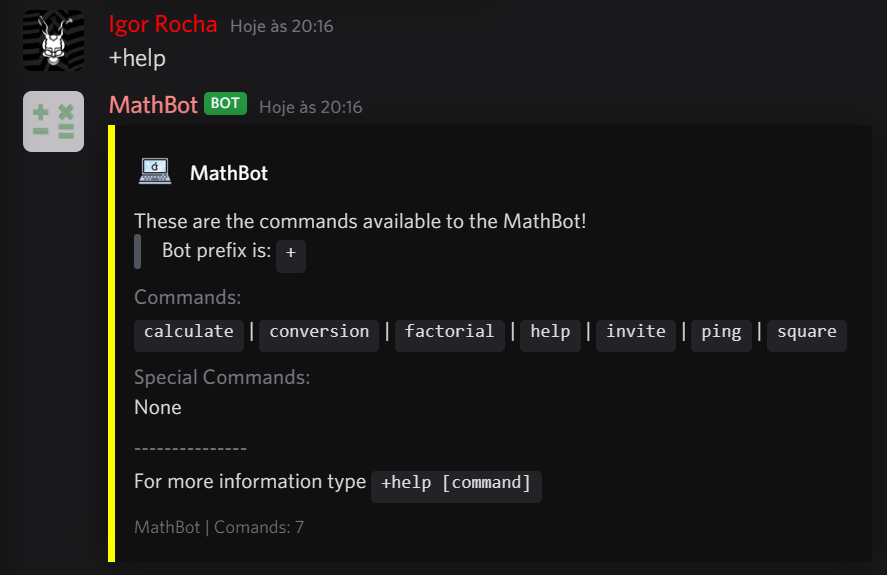 Igor Rocha Hoje às 20:16
+help
MathBot BOT Hoje às 20:16
MathBot
These are the commands available to the MathBot!
Bot prefix is: +
Commands:
calculate | conversion | factorial | help | invite | ping | square
Special Commands:
None
---------------
For more information type +help [command]
MathBot | Comands: 7